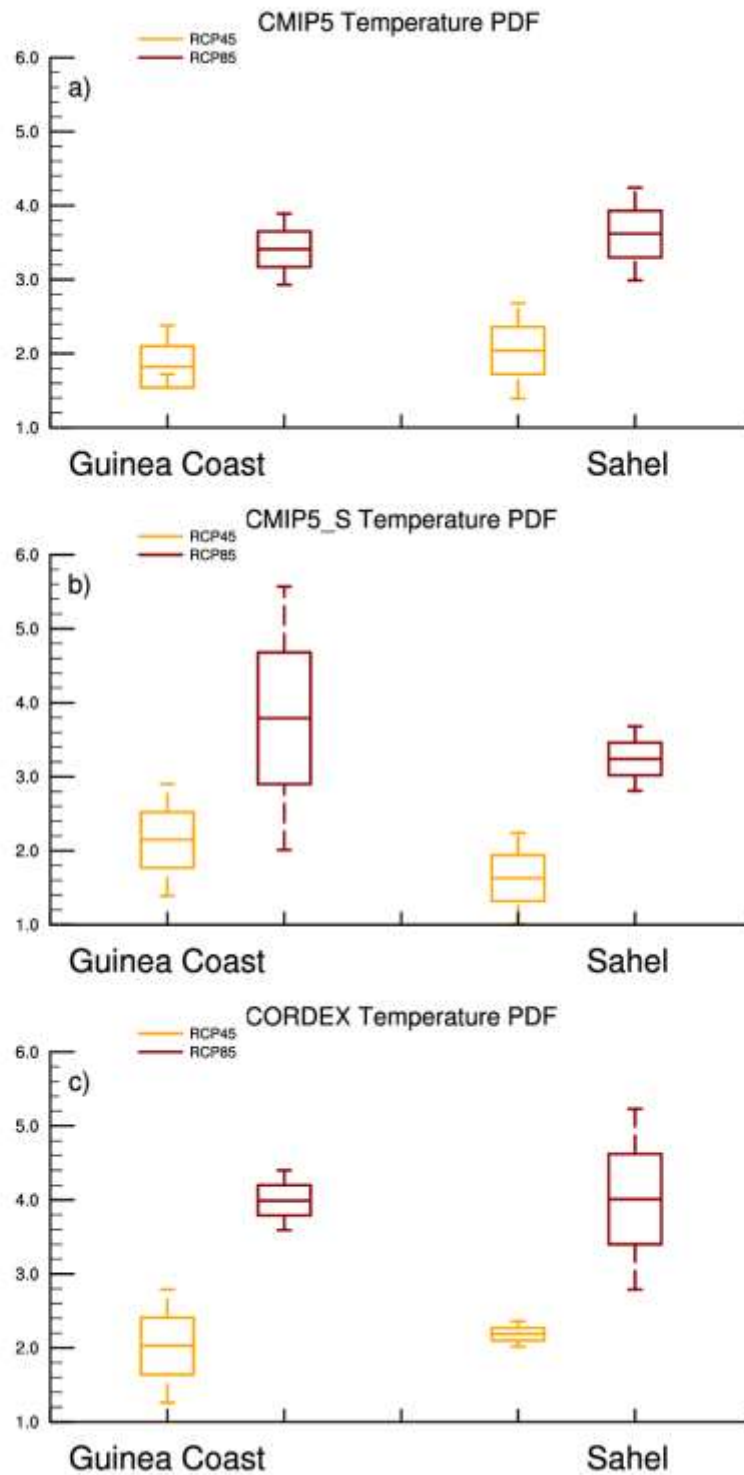 CMIP5 Temperature PDF
RCP45
RCP85
a)
6.0
5.0
4.0
3.0
2.0
1.0
Guinea Coast Sahel
CMIP5_S Temperature PDF
RCP45
RCP85
b)
6.0
5.0
4.0
3.0
2.0
1.0
Guinea Coast Sahel
CORDEX Temperature PDF
RCP45
RCP85
c)
6.0
5.0
4.0
3.0
2.0
1.0
Guinea Coast Sahel